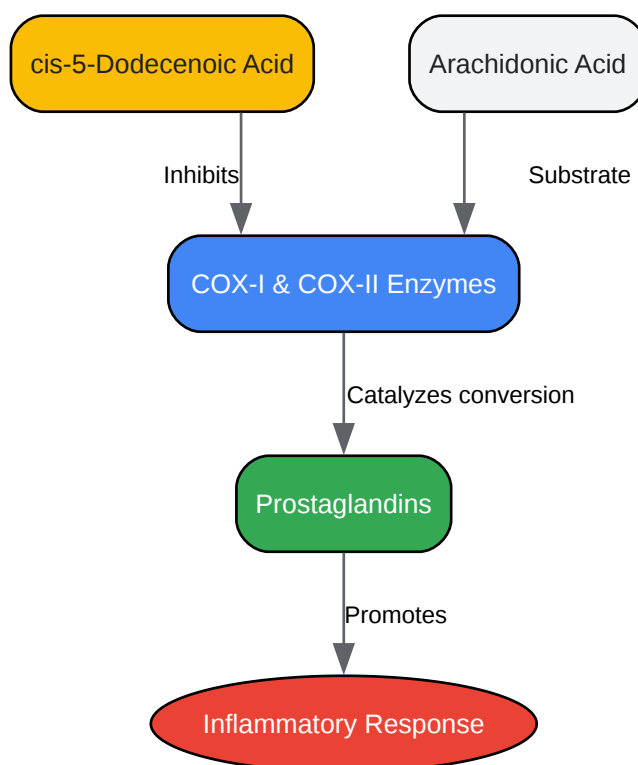 cis-5-Dodecenoic Acid
Arachidonic Acid
Inhibits
Substrate
COX-I & COX-II Enzymes
Catalyzes conversion
Prostaglandins
Promotes
Inflammatory Response